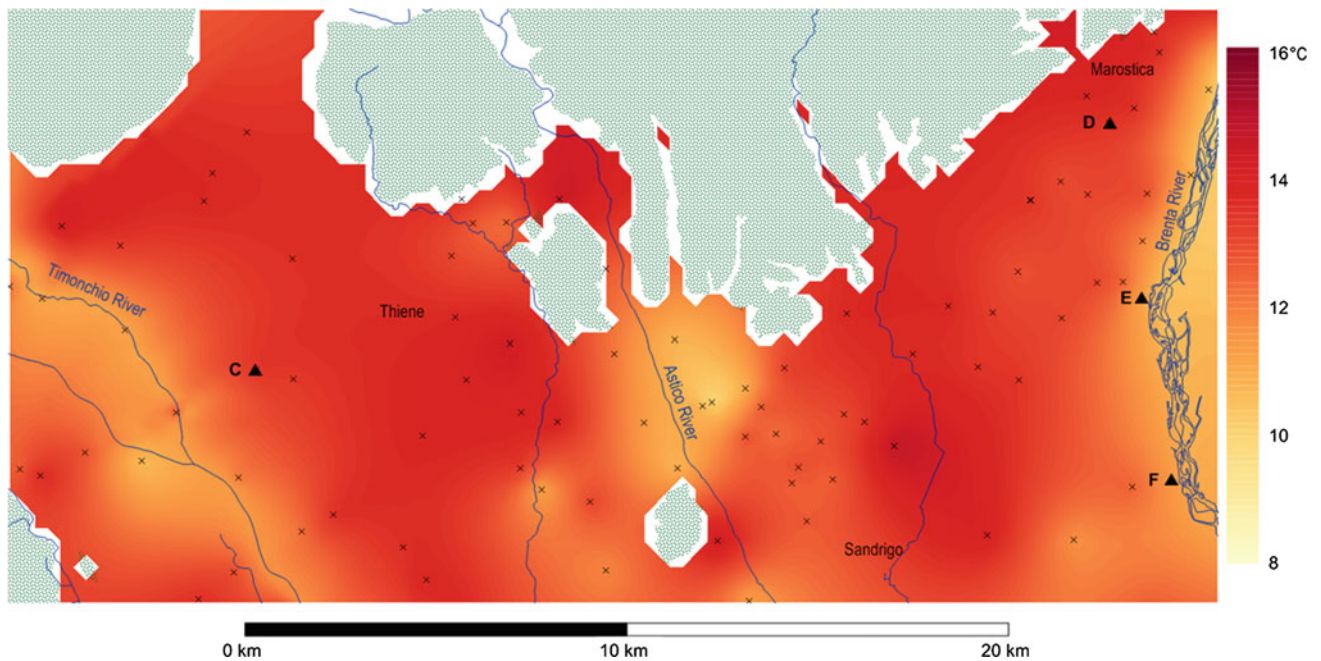 16°C
Marostica
D
14
Brenta River
Timonchio River
E
12
Thiene
C
Astico River
10
F
Sandrigo
8
0 km
10 km
20 km